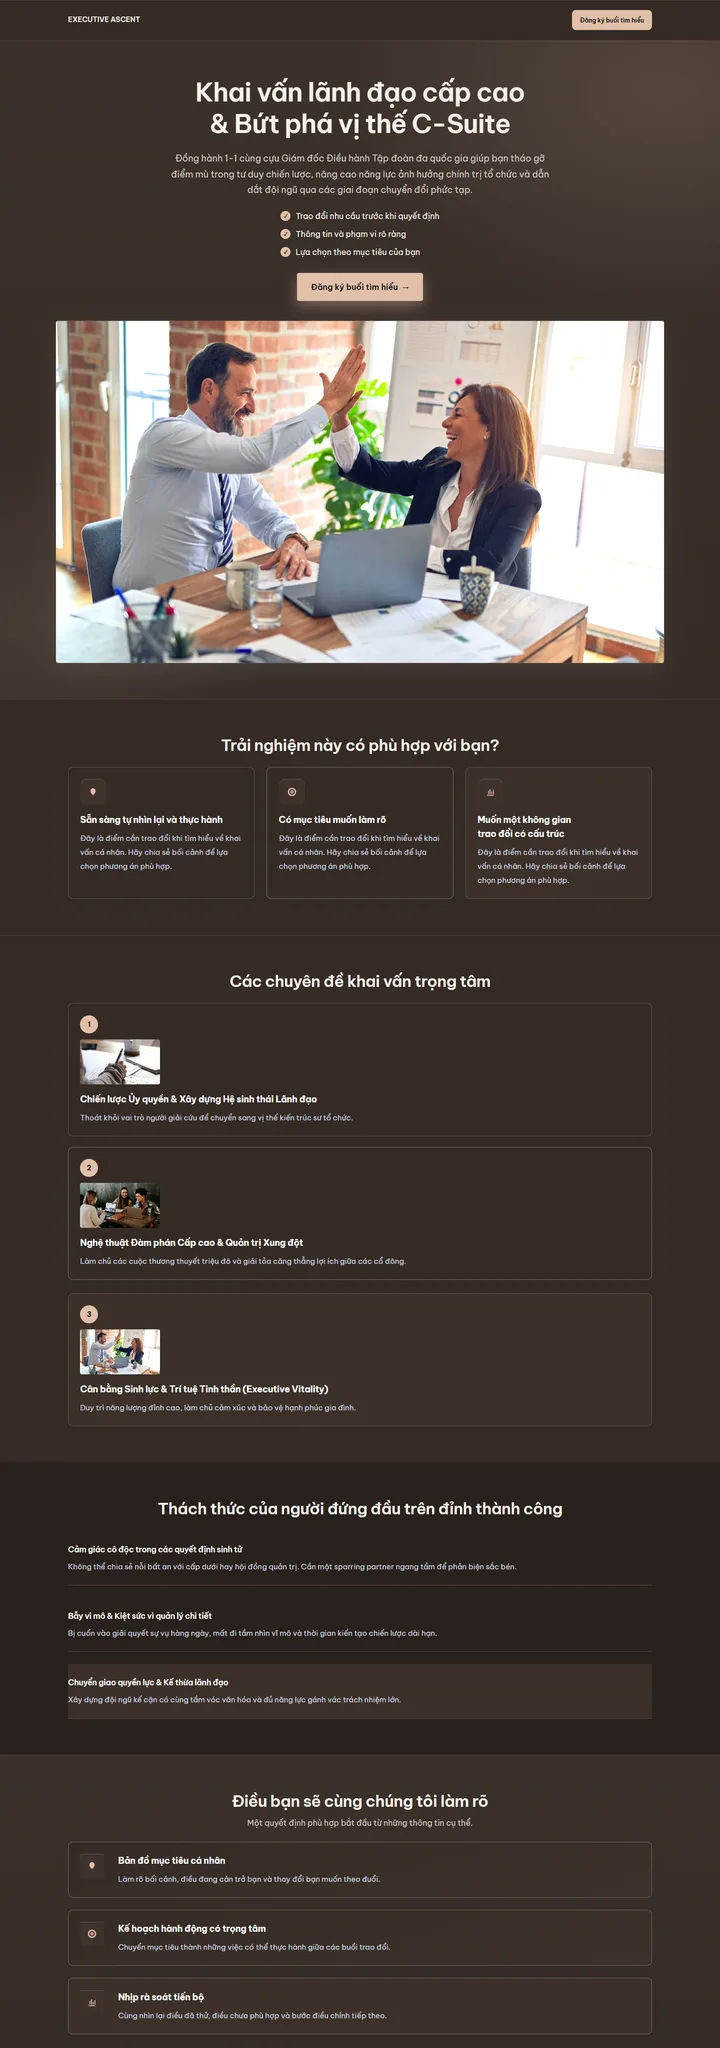 EXECUTIVE ASCENT
Đăng ký buổi tìm hiểu
Khai vấn lãnh đạo cấp cao
& Bứt phá vị thế C-Suite
Đồng hành 1-1 cùng cựu Giám đốc Điều hành Tập đoàn đa quốc gia giúp bạn tháo gỡ
điểm mù trong tư duy chiến lược, nâng cao năng lực ảnh hưởng chính trị tổ chức và dẫn
dắt đội ngũ qua các giai đoạn chuyển đổi phức tạp.
Trao đổi nhu cầu trước khi quyết định
Thông tin và phạm vi rõ ràng
Lựa chọn theo mục tiêu của bạn
Đăng ký buổi tìm hiểu →
Trải nghiệm này có phù hợp với bạn?
Sẵn sàng tự nhìn lại và thực hành
Đây là điểm cần trao đổi khi tìm hiểu về khai
vấn cá nhân. Hãy chia sẻ bối cảnh để lựa
chọn phương án phù hợp.
Có mục tiêu muốn làm rõ
Đây là điểm cần trao đổi khi tìm hiểu về khai
vấn cá nhân. Hãy chia sẻ bối cảnh để lựa
chọn phương án phù hợp.
Muốn một không gian
trao đổi có cấu trúc
Đây là điểm cần trao đổi khi tìm hiểu về khai
vấn cá nhân. Hãy chia sẻ bối cảnh để lựa
chọn phương án phù hợp.
Các chuyên đề khai vấn trọng tâm
1
Chiến lược Ủy quyền & Xây dựng Hệ sinh thái Lãnh đạo
Thoát khỏi vai trò người giải cứu để chuyển sang vị thế kiến trúc sư tổ chức.
2
Nghệ thuật Đàm phán Cấp cao & Quản trị Xung đột
Làm chủ các cuộc thương thuyết triệu đô và giải tỏa căng thẳng lợi ích giữa các cổ đông.
3
Cân bằng Sinh lực & Trí tuệ Tinh thần (Executive Vitality)
Duy trì năng lượng đỉnh cao, làm chủ cảm xúc và bảo vệ hạnh phúc gia đình.
Thách thức của người đứng đầu trên đỉnh thành công
Cảm giác cô độc trong các quyết định sinh tử
Không thể chia sẻ nỗi bất an với cấp dưới hay hội đồng quản trị. Cần một sparring partner ngang tầm để phản biện sắc bén.
Bẫy vi mô & Kiệt sức vì quản lý chi tiết
Bị cuốn vào giải quyết sự vụ hàng ngày, mất đi tầm nhìn vĩ mô và thời gian kiến tạo chiến lược dài hạn.
Chuyển giao quyền lực & Kế thừa lãnh đạo
Xây dựng đội ngũ kế cận có cùng tầm vóc văn hóa và đủ năng lực gánh vác trách nhiệm lớn.
Điều bạn sẽ cùng chúng tôi làm rõ
Một quyết định phù hợp bắt đầu từ những thông tin cụ thể.
Bản đồ mục tiêu cá nhân
Làm rõ bối cảnh, điều đang cản trở bạn và thay đổi bạn muốn theo đuổi.
Kế hoạch hành động có trọng tâm
Chuyển mục tiêu thành những việc có thể thực hành giữa các buổi trao đổi.
Nhịp rà soát tiến bộ
Cùng nhìn lại điều đã thử, điều chưa phù hợp và bước điều chỉnh tiếp theo.